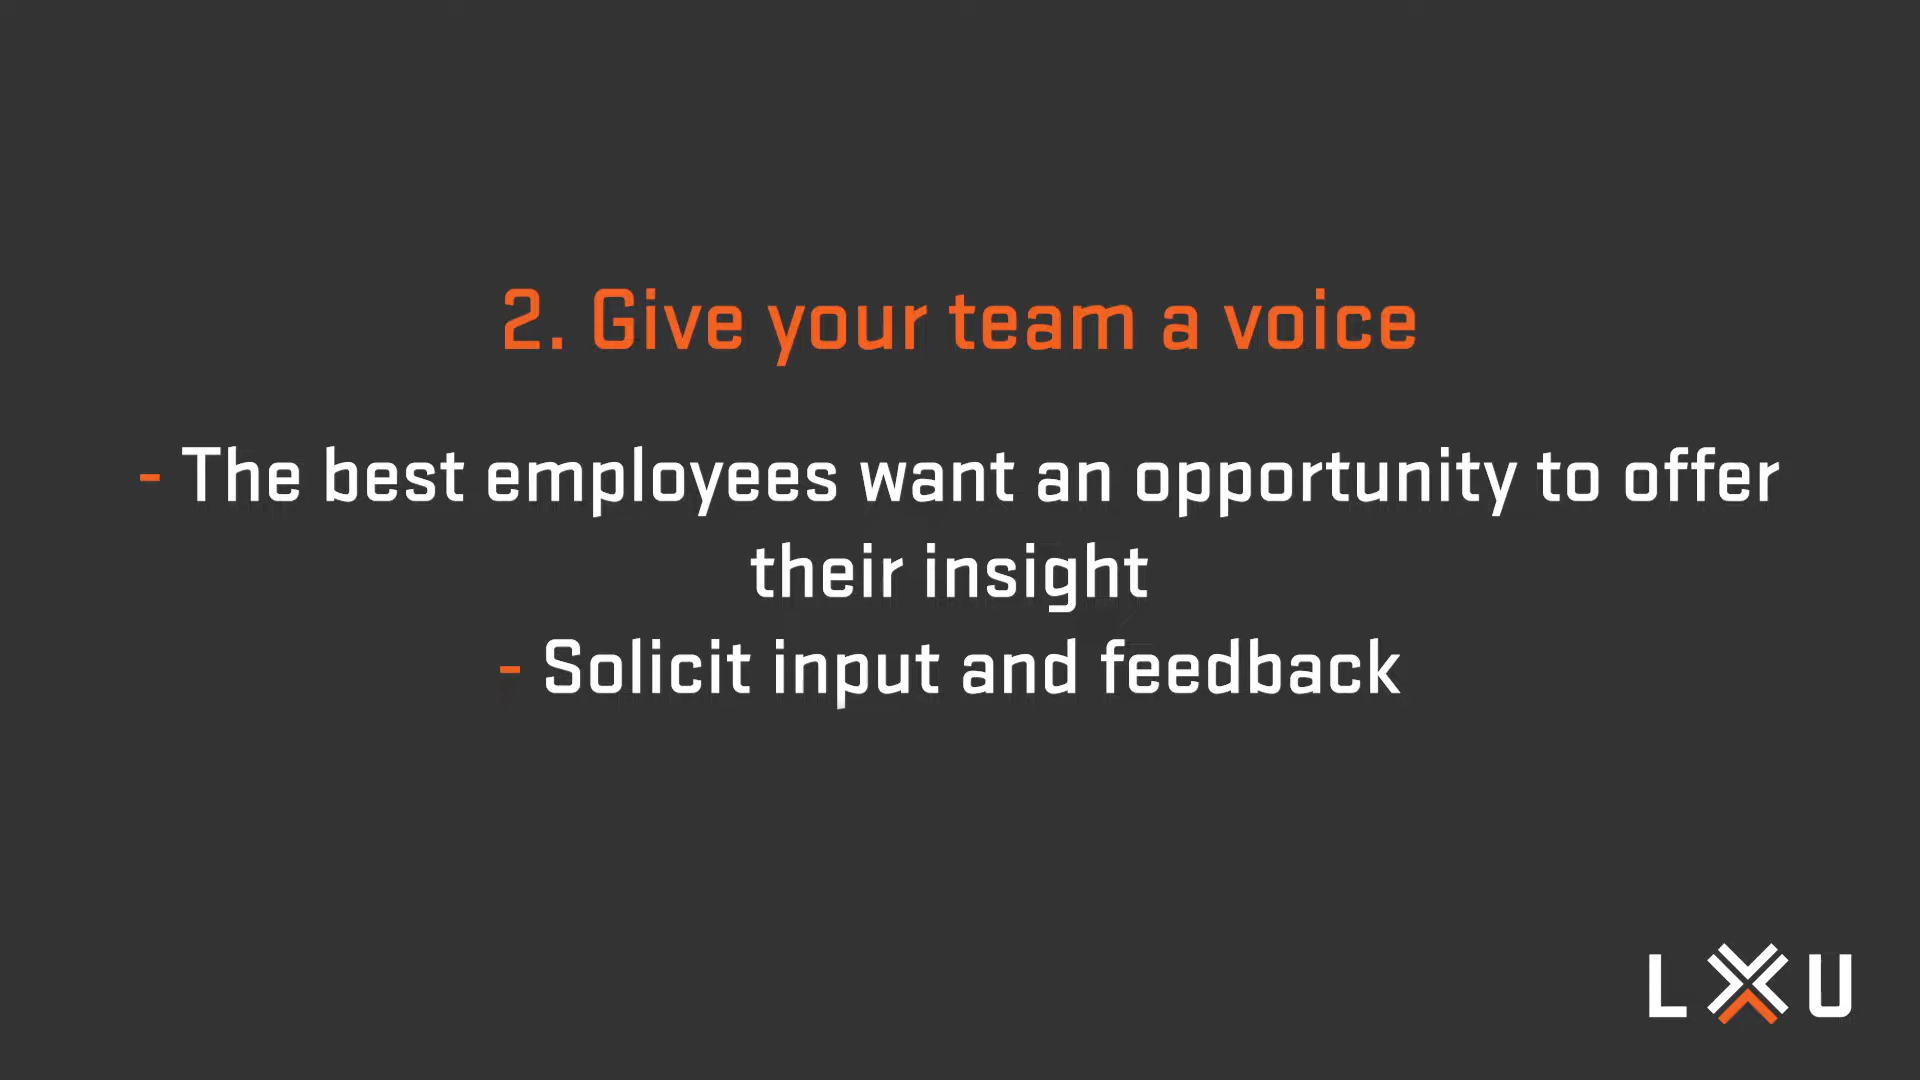 2. Give your team a voice
- The best employees want an opportunity to offer
their insight
- Solicit input and feedback
LXU